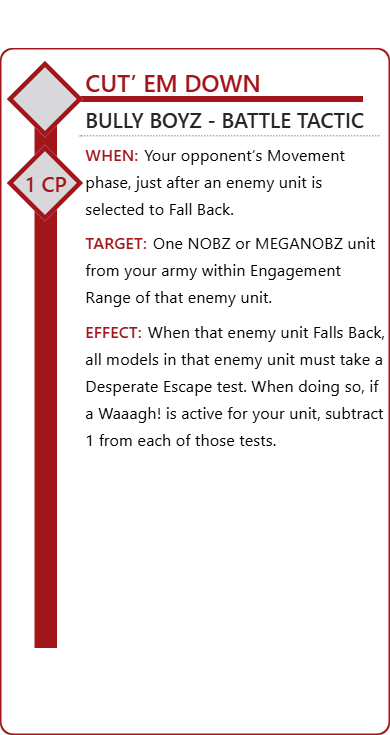 CUT’ EM DOWN
BULLY BOYZ - BATTLE TACTIC
WHEN: Your opponent’s Movement
phase, just after an enemy unit is
selected to Fall Back.
1 CP
TARGET: One NOBZ or MEGANOBZ unit
from your army within Engagement
Range of that enemy unit.
EFFECT: When that enemy unit Falls Back,
all models in that enemy unit must take a
Desperate Escape test. When doing so, if
a Waaagh! is active for your unit, subtract
1 from each of those tests.